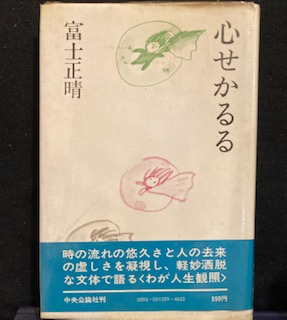 心せかるる
富士正晴
時の流れの悠久さと人の去来
の虚しさを凝視し、軽妙洒脱
な文体で語る〈わが人生観照〉
中央公論社刊
0095-001329-4622
950円